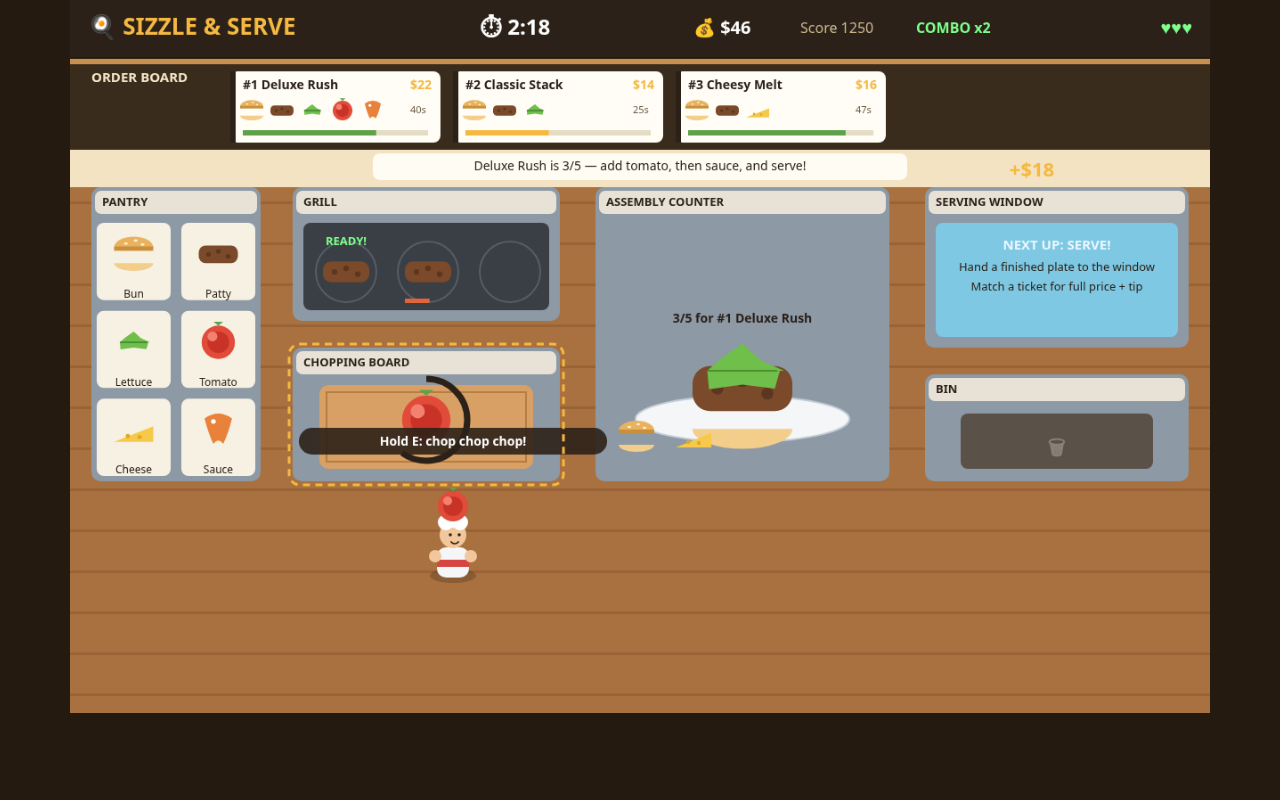 SIZZLE & SERVE
2:18
$46
Score 1250
COMBO x2
ORDER BOARD
#1 Deluxe Rush $22
40s
#2 Classic Stack $14
25s
#3 Cheesy Melt $16
47s
Deluxe Rush is 3/5 — add tomato, then sauce, and serve!
+$18
PANTRY
Bun
Patty
Lettuce
Tomato
Cheese
Sauce
GRILL
READY!
CHOPPING BOARD
Hold E: chop chop chop!
ASSEMBLY COUNTER
3/5 for #1 Deluxe Rush
SERVING WINDOW
NEXT UP: SERVE!
Hand a finished plate to the window
Match a ticket for full price + tip
BIN